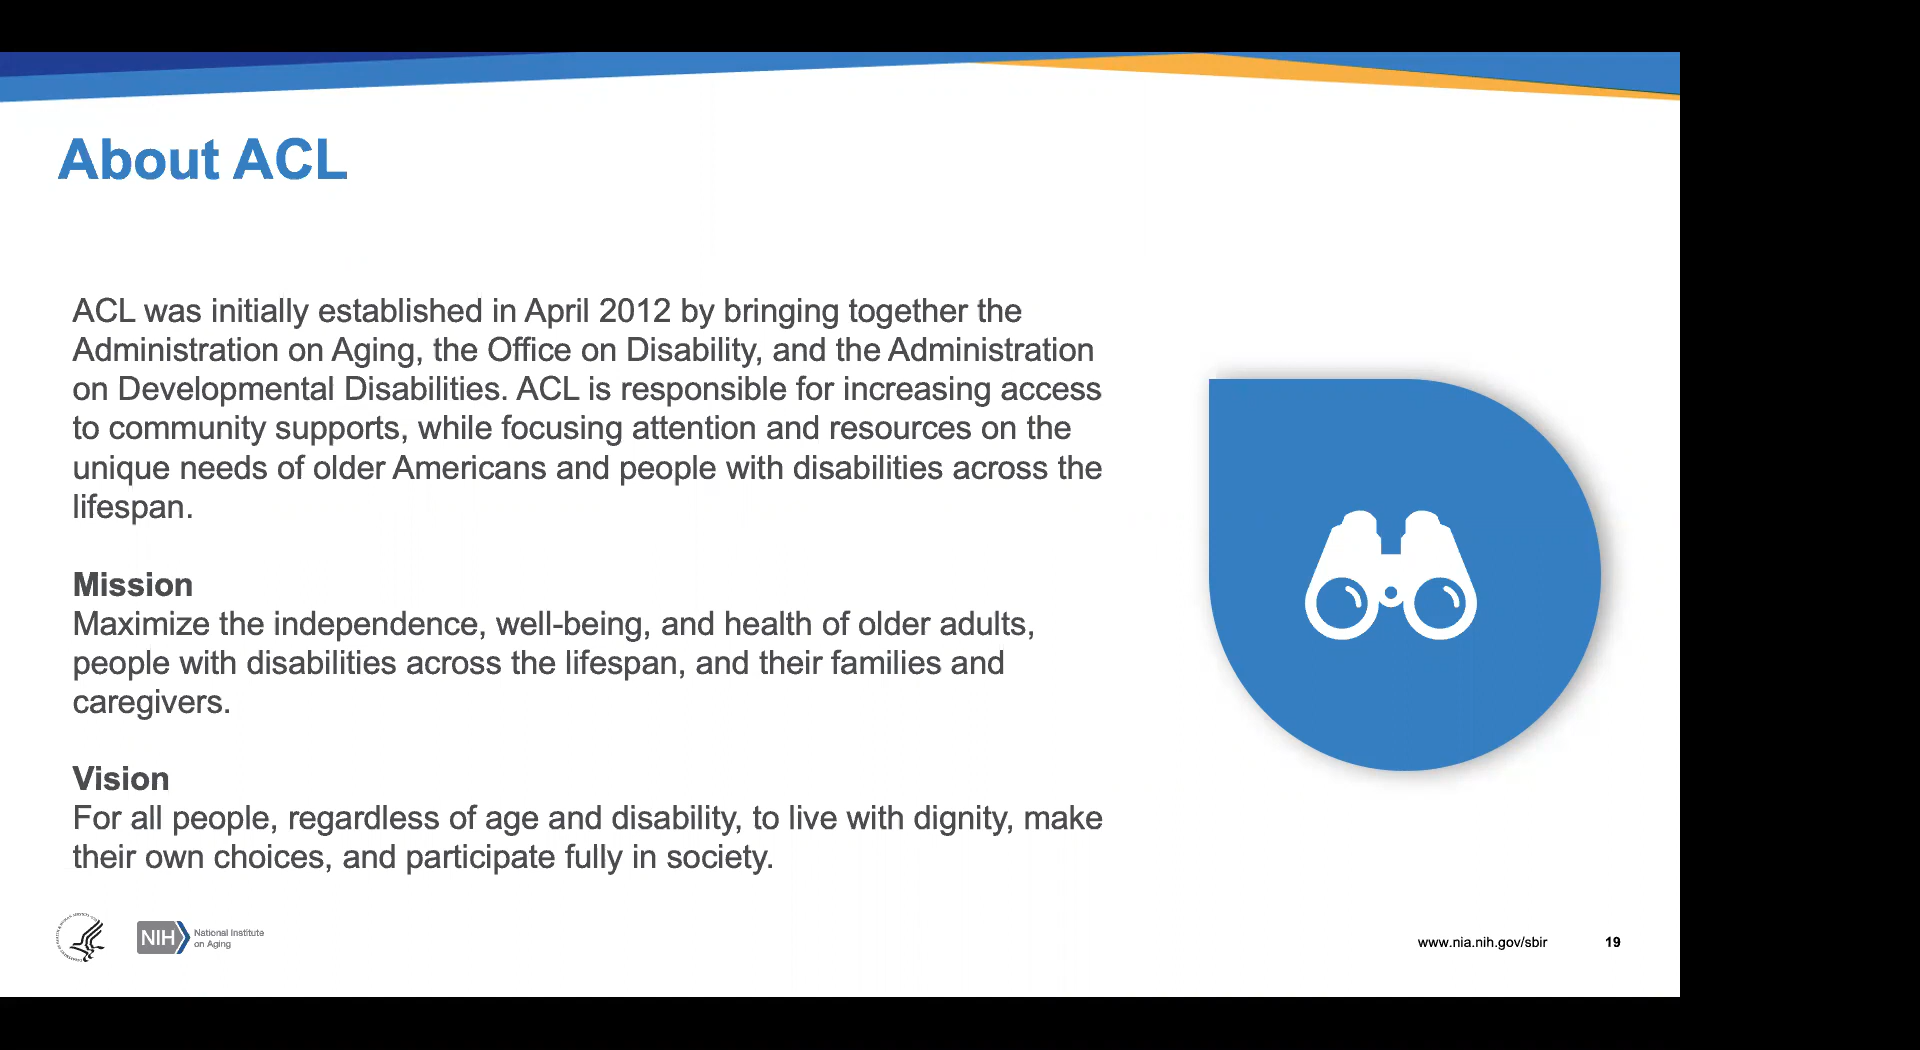 About ACL
ACL was initially established in April 2012 by bringing together the
Administration on Aging, the Office on Disability, and the Administration
on Developmental Disabilities. ACL is responsible for increasing access
to community supports, while focusing attention and resources on the
unique needs of older Americans and people with disabilities across the
lifespan.
Mission
Maximize the independence, well-being, and health of older adults,
people with disabilities across the lifespan, and their families and
caregivers.
Vision
For all people, regardless of age and disability, to live with dignity, make
their own choices, and participate fully in society.
NIH
National Institute
on Aging
www.nia.nih.gov/sbir
19